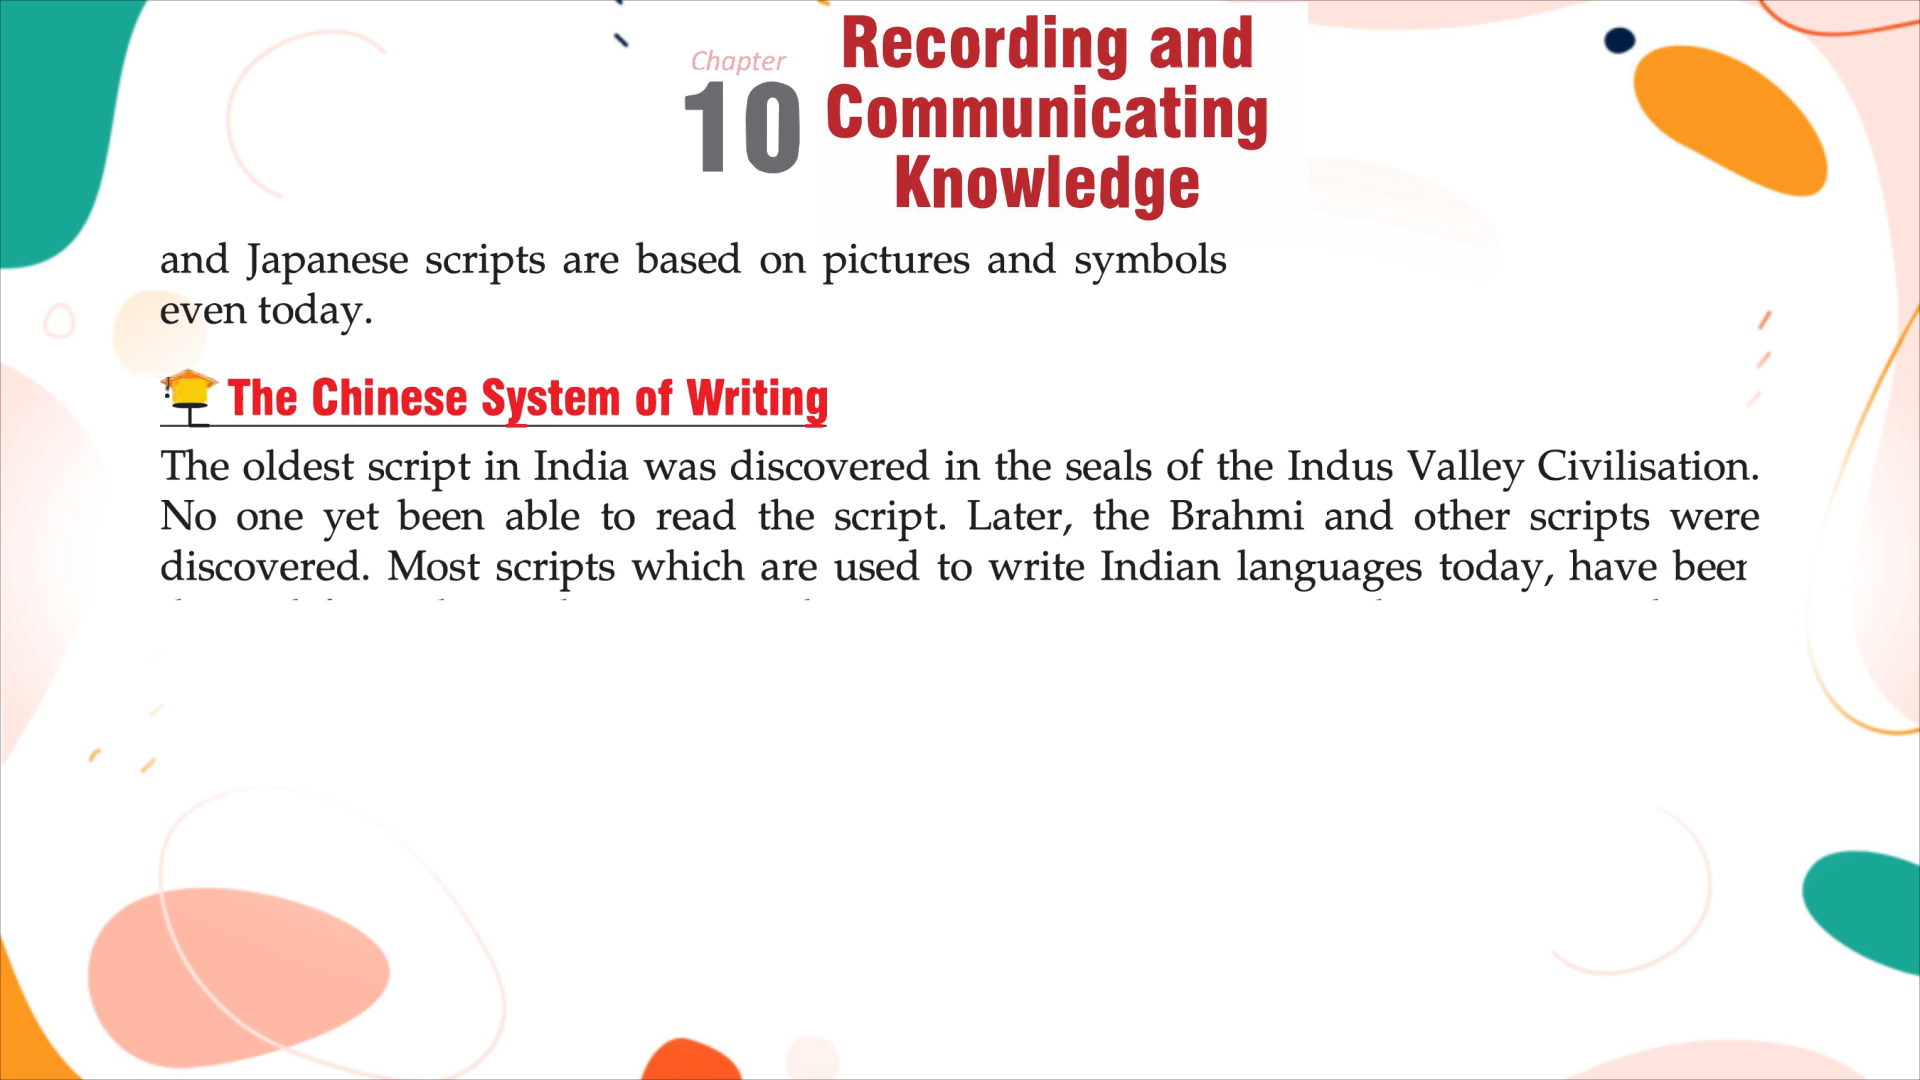 Chapter
10
Recording and
Communicating
Knowledge
and Japanese scripts are based on pictures and symbols
even today.
The Chinese System of Writing
The oldest script in India was discovered in the seals of the Indus Valley Civilisation.
No one yet been able to read the script. Later, the Brahmi and other scripts were
discovered. Most scripts which are used to write Indian languages today, have been